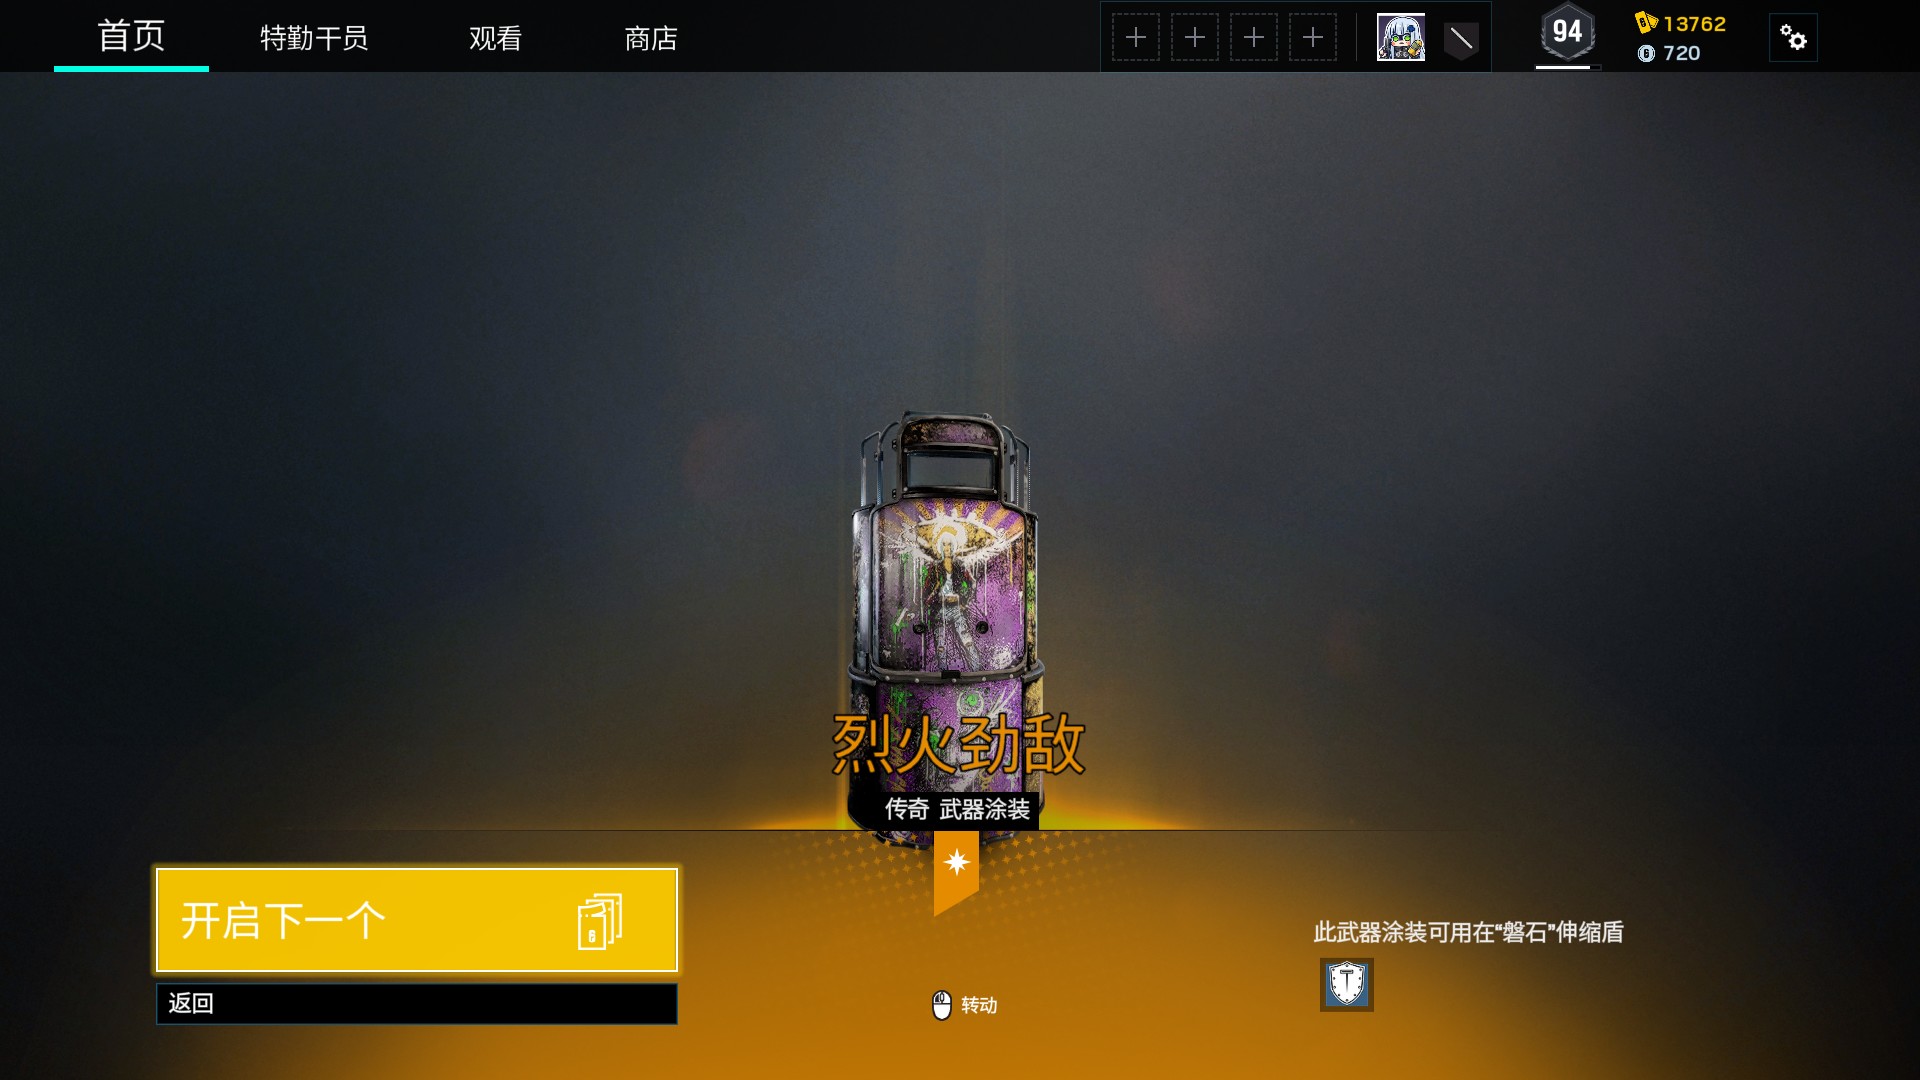 首页
特勤干员
观看
商店
94
13762
720
烈火劲敌
传奇 武器涂装
开启下一个
返回
转动
此武器涂装可用在“磐石”伸缩盾